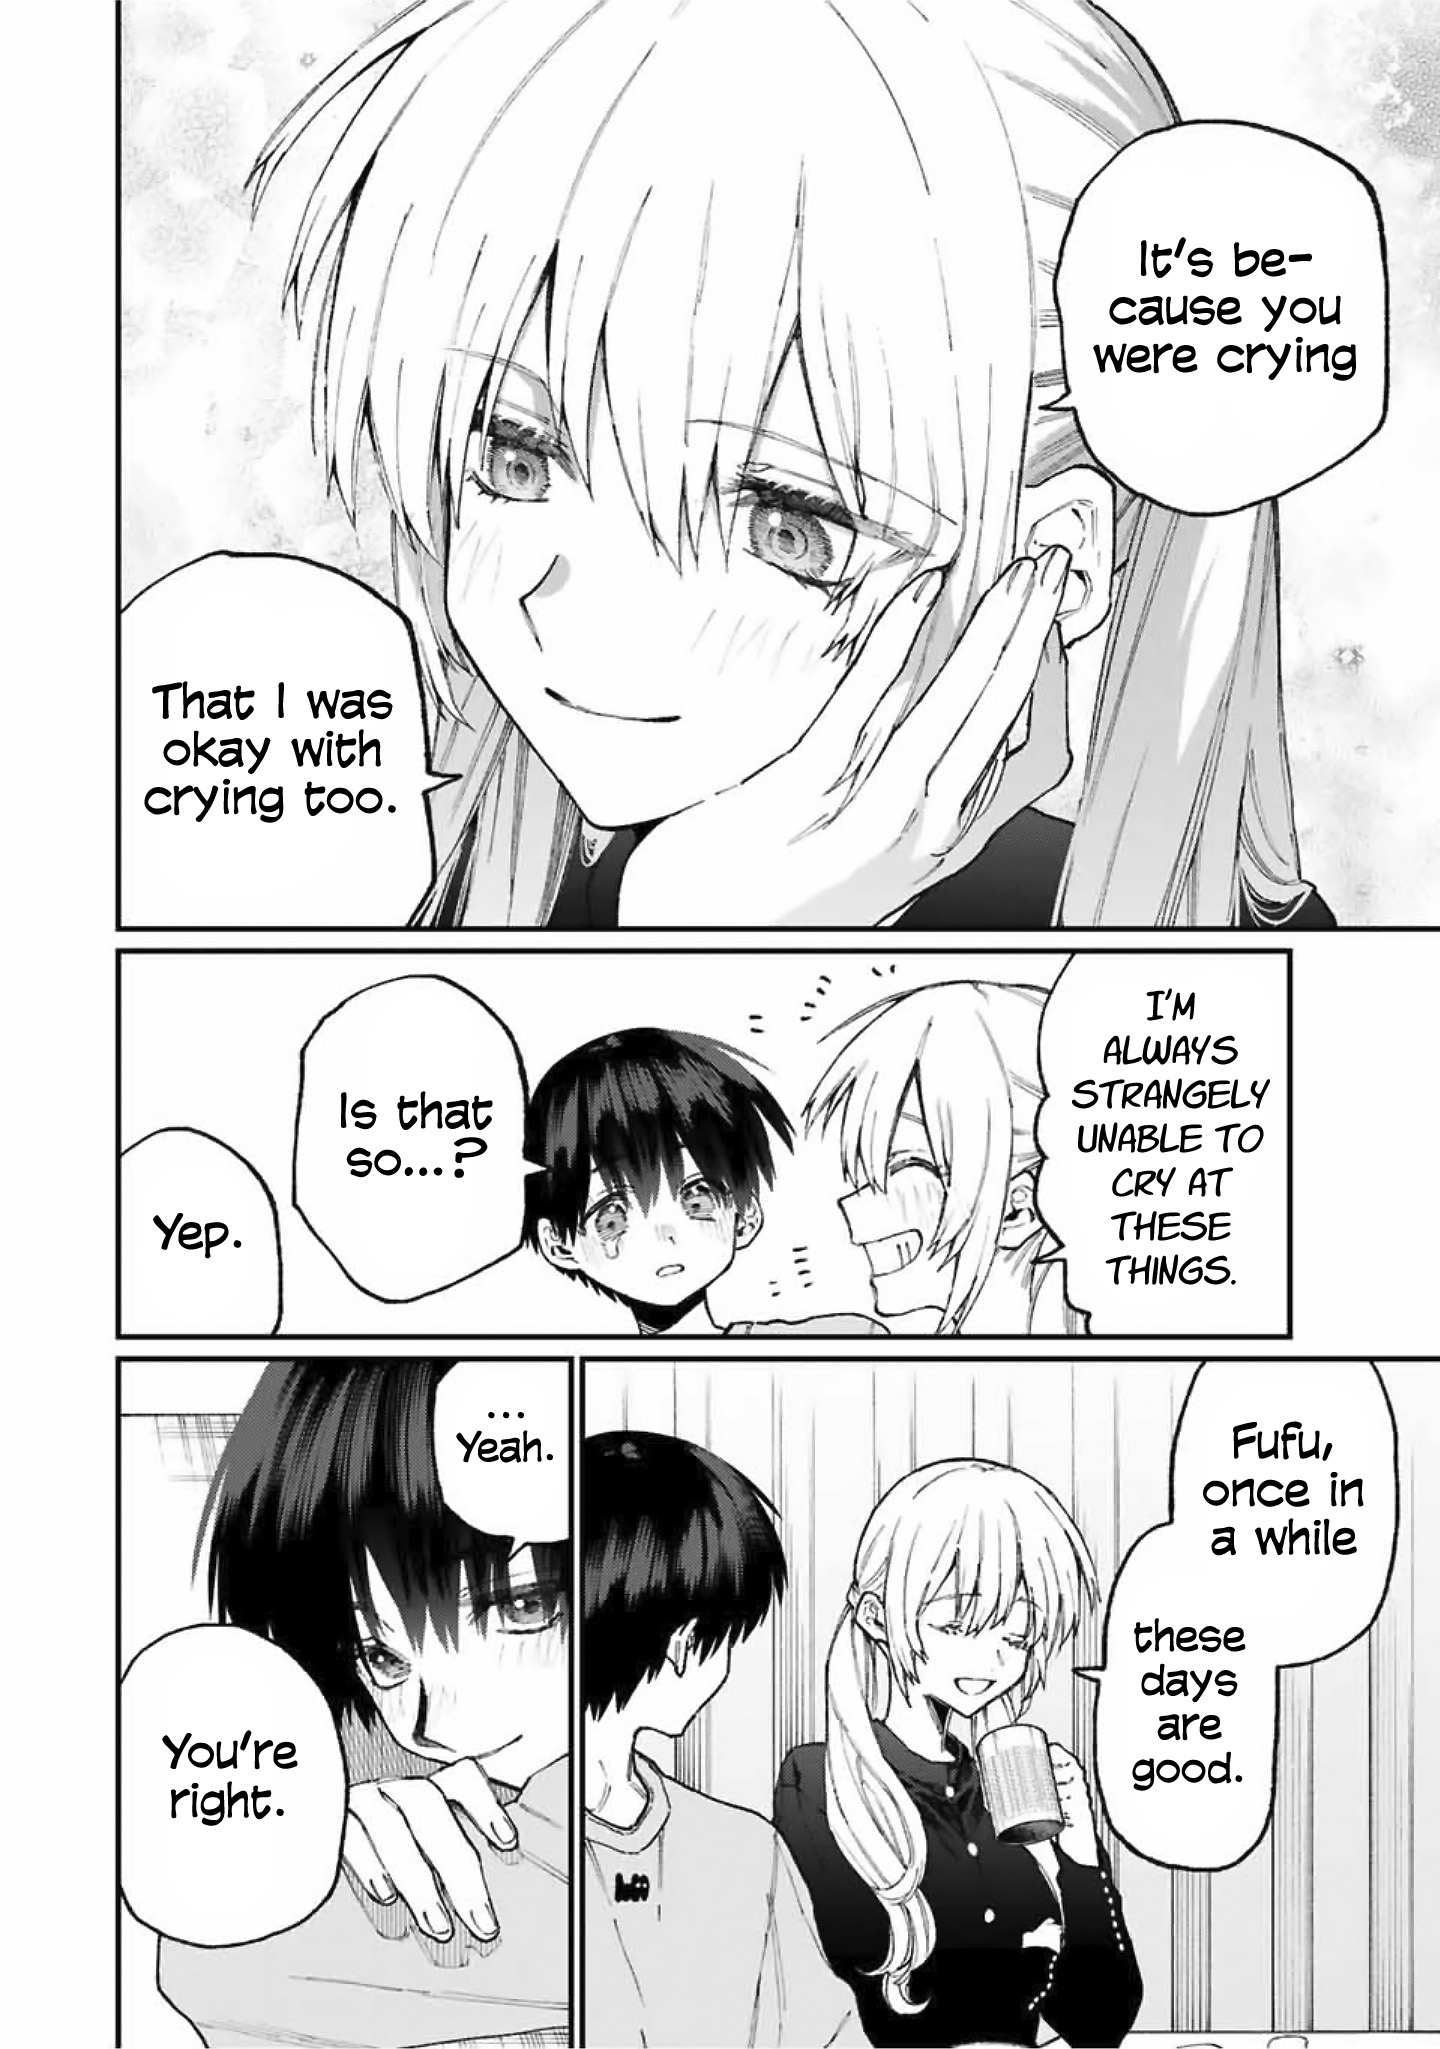 It's be-
cause you
were crying
That I was
okay with
crying too.
I'M
ALWAYS
STRANGELY
UNABLE TO
CRY AT
THESE
THINGS.
Is that
so...?
Yep.
Fufu,
once in
a while
these
days
are
good.
...
Yeah.
You're
right.